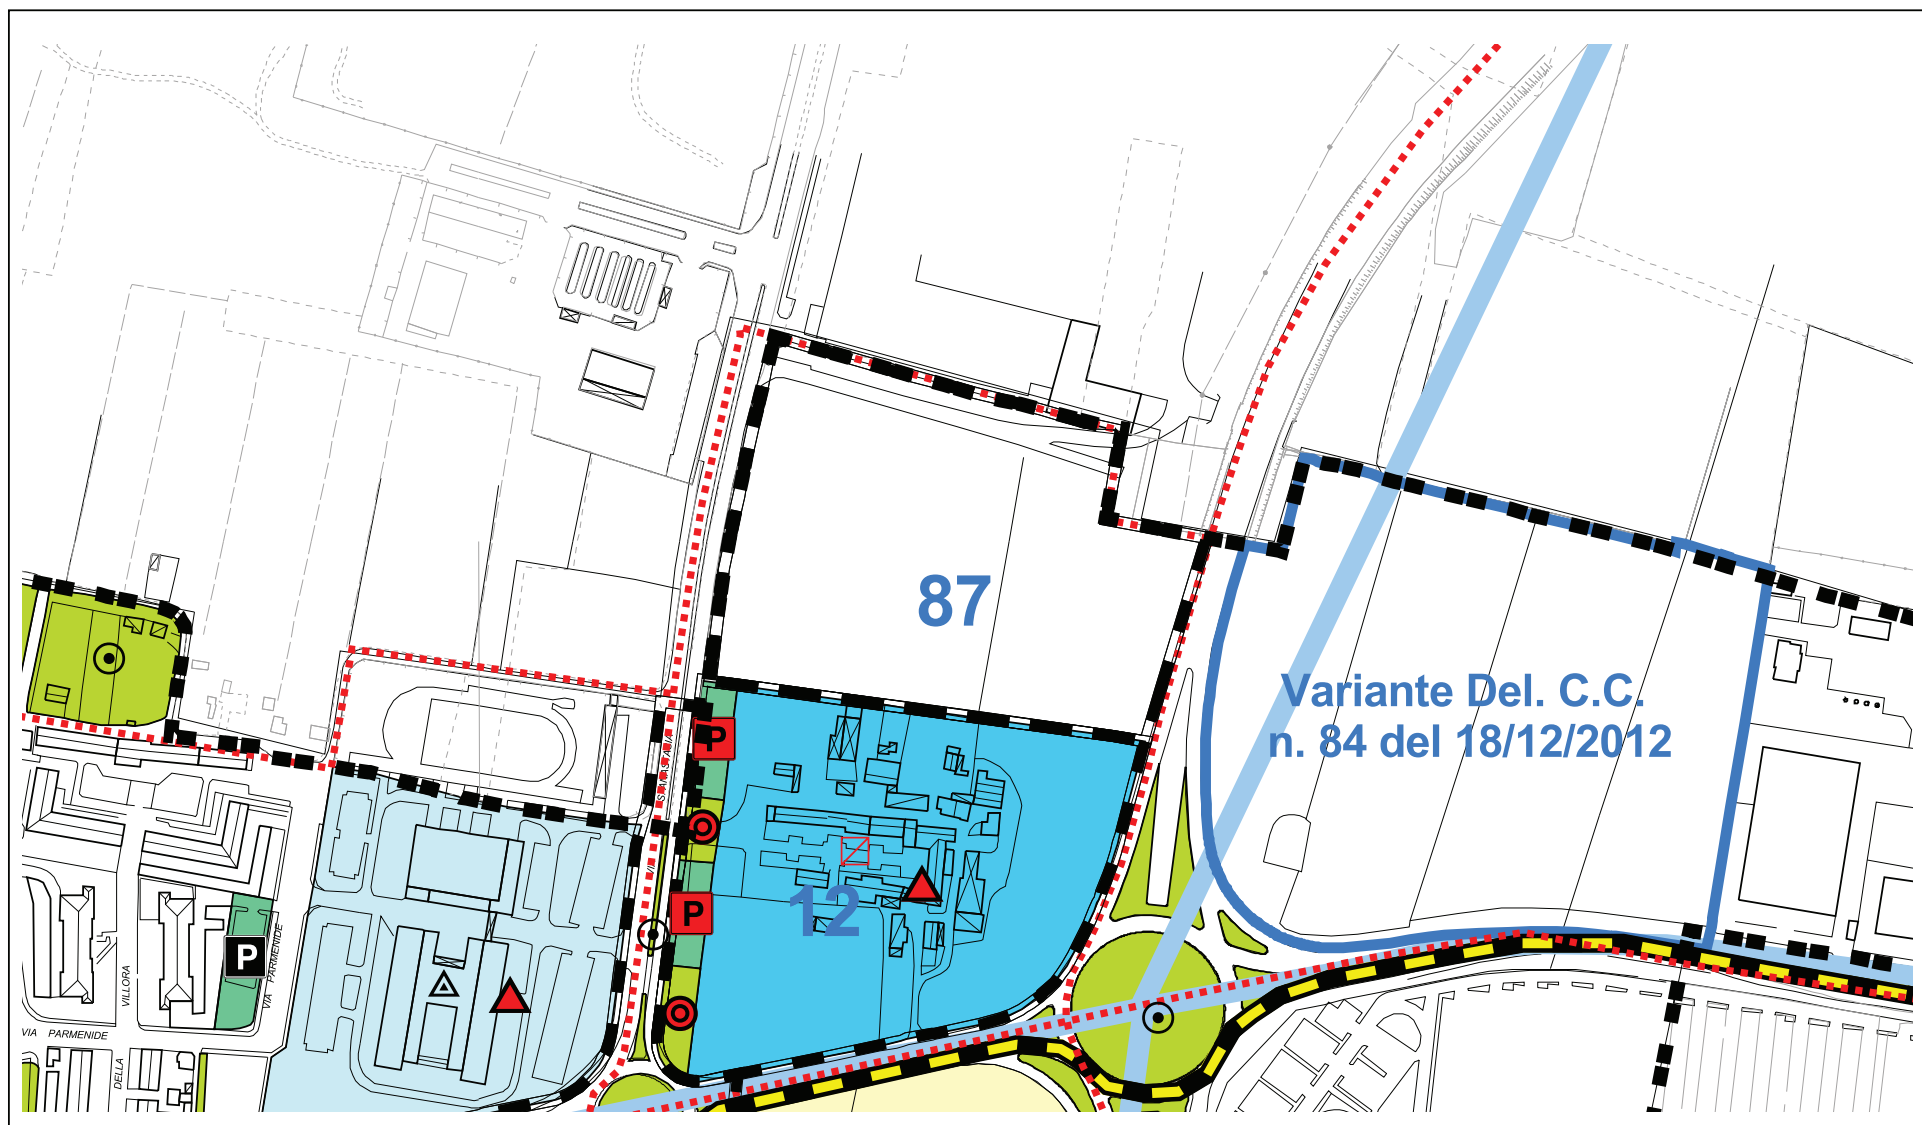 87
Variante Del. C.C.
n. 84 del 18/12/2012
P
12
P
P
VILLORA
VIA PARMENIDE
VIA PARMENIDE
DELLA